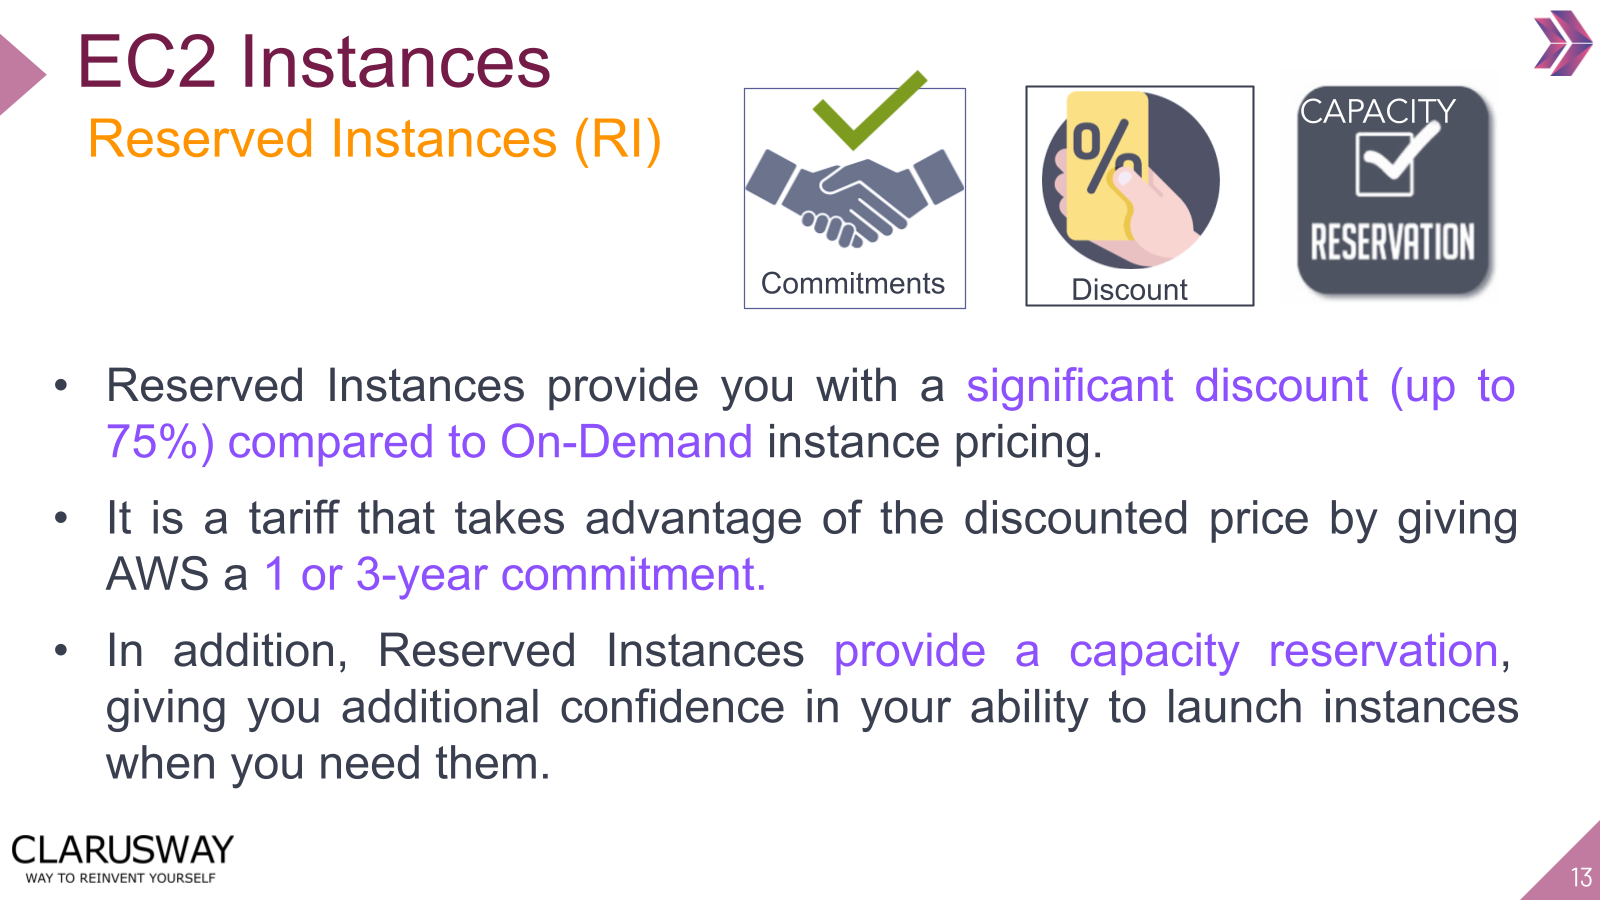 EC2 Instances
Reserved Instances (RI)
Commitments
%
Discount
CAPACITY
RESERVATION
• Reserved Instances provide you with a significant discount (up to
75%) compared to On-Demand instance pricing.
• It is a tariff that takes advantage of the discounted price by giving
AWS a 1 or 3-year commitment.
• In addition, Reserved Instances provide a capacity reservation,
giving you additional confidence in your ability to launch instances
when you need them.
CLARUSWAY
WAY TO REINVENT YOURSELF
13